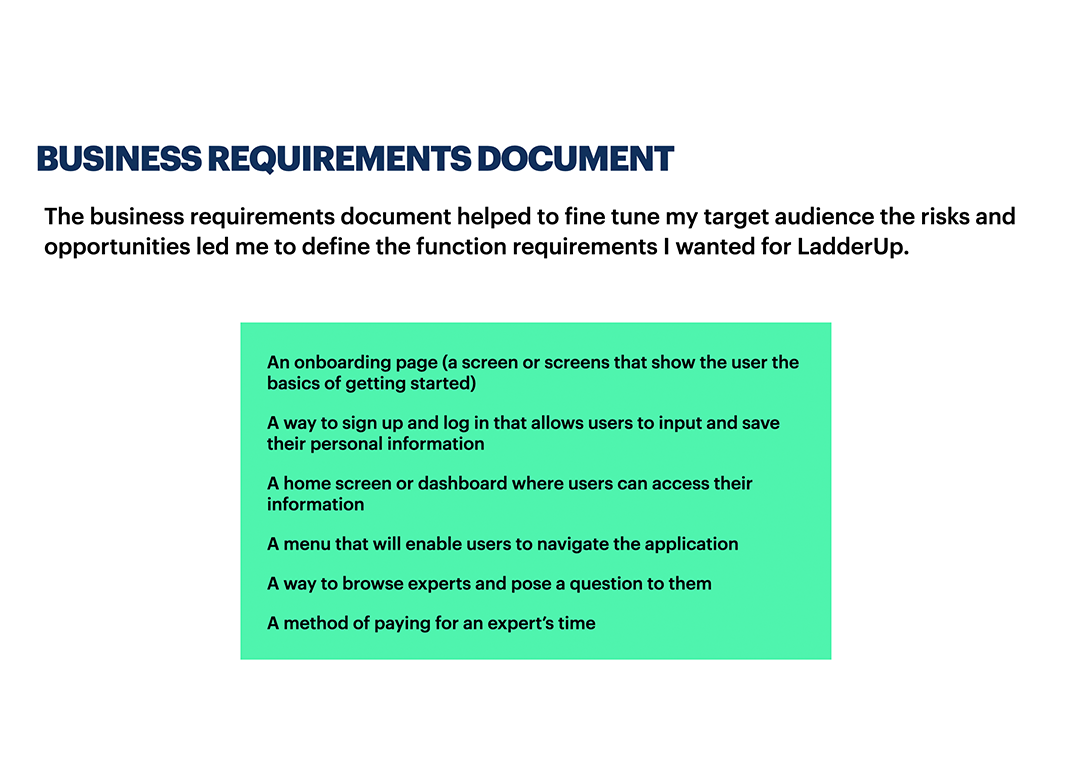 BUSINESS REQUIREMENTS DOCUMENT
The business requirements document helped to fine tune my target audience the risks and
opportunities led me to define the function requirements I wanted for LadderUp.
An onboarding page (a screen or screens that show the user the
basics of getting started)
A way to sign up and log in that allows users to input and save
their personal information
A home screen or dashboard where users can access their
information
A menu that will enable users to navigate the application
A way to browse experts and pose a question to them
A method of paying for an expert’s time